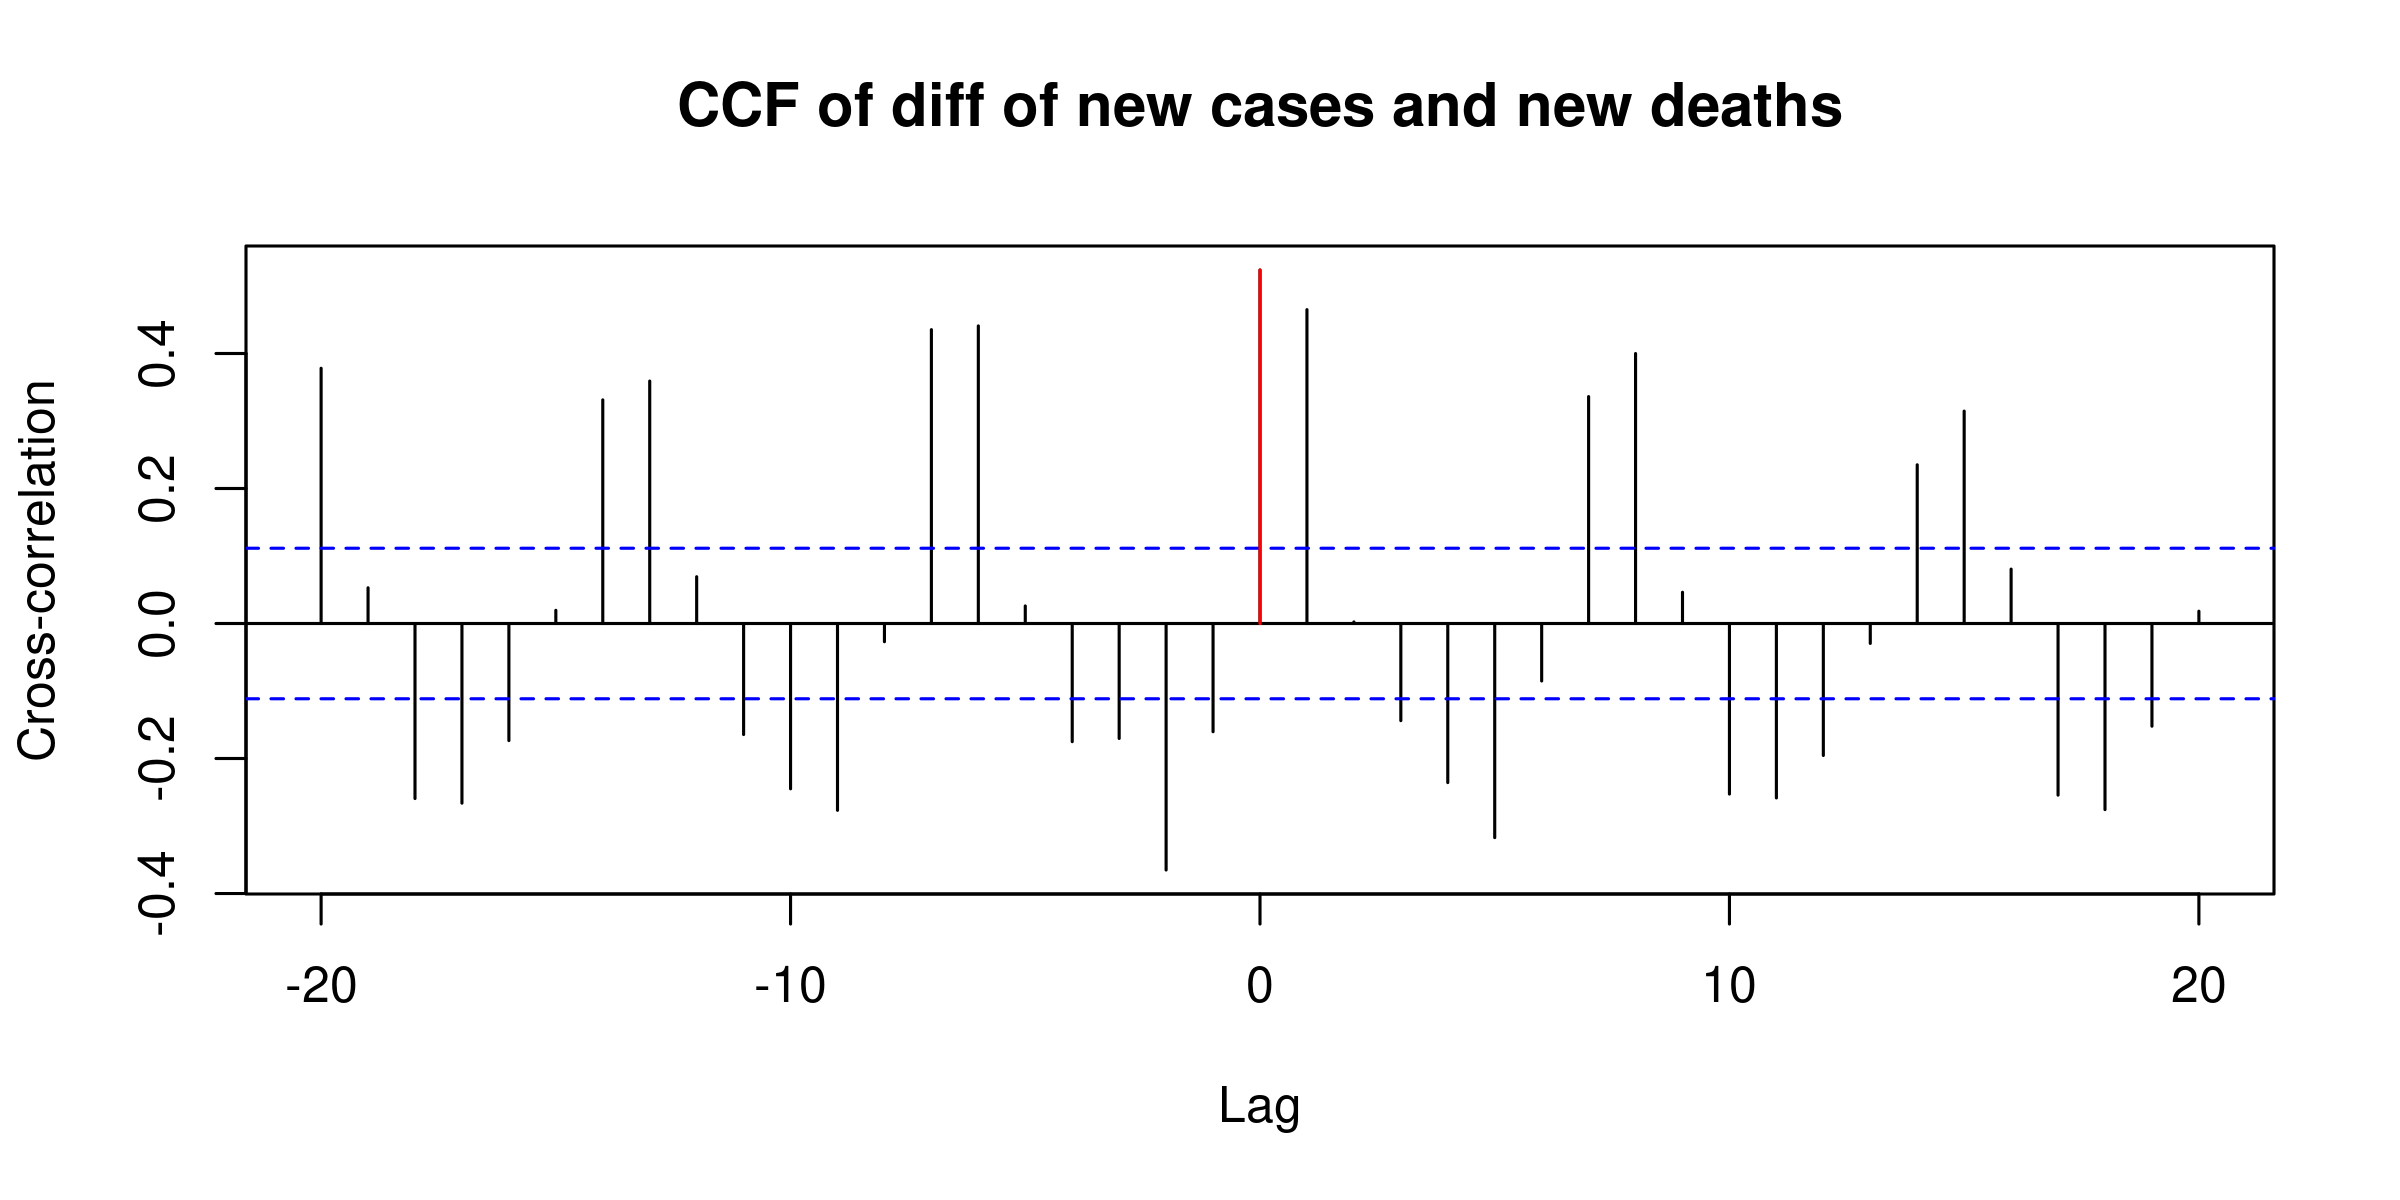 CCF of diff of new cases and new deaths
Cross-correlation
0.4
0.2
0.0
-0.2
-0.4
-20 -10 0 10 20
Lag